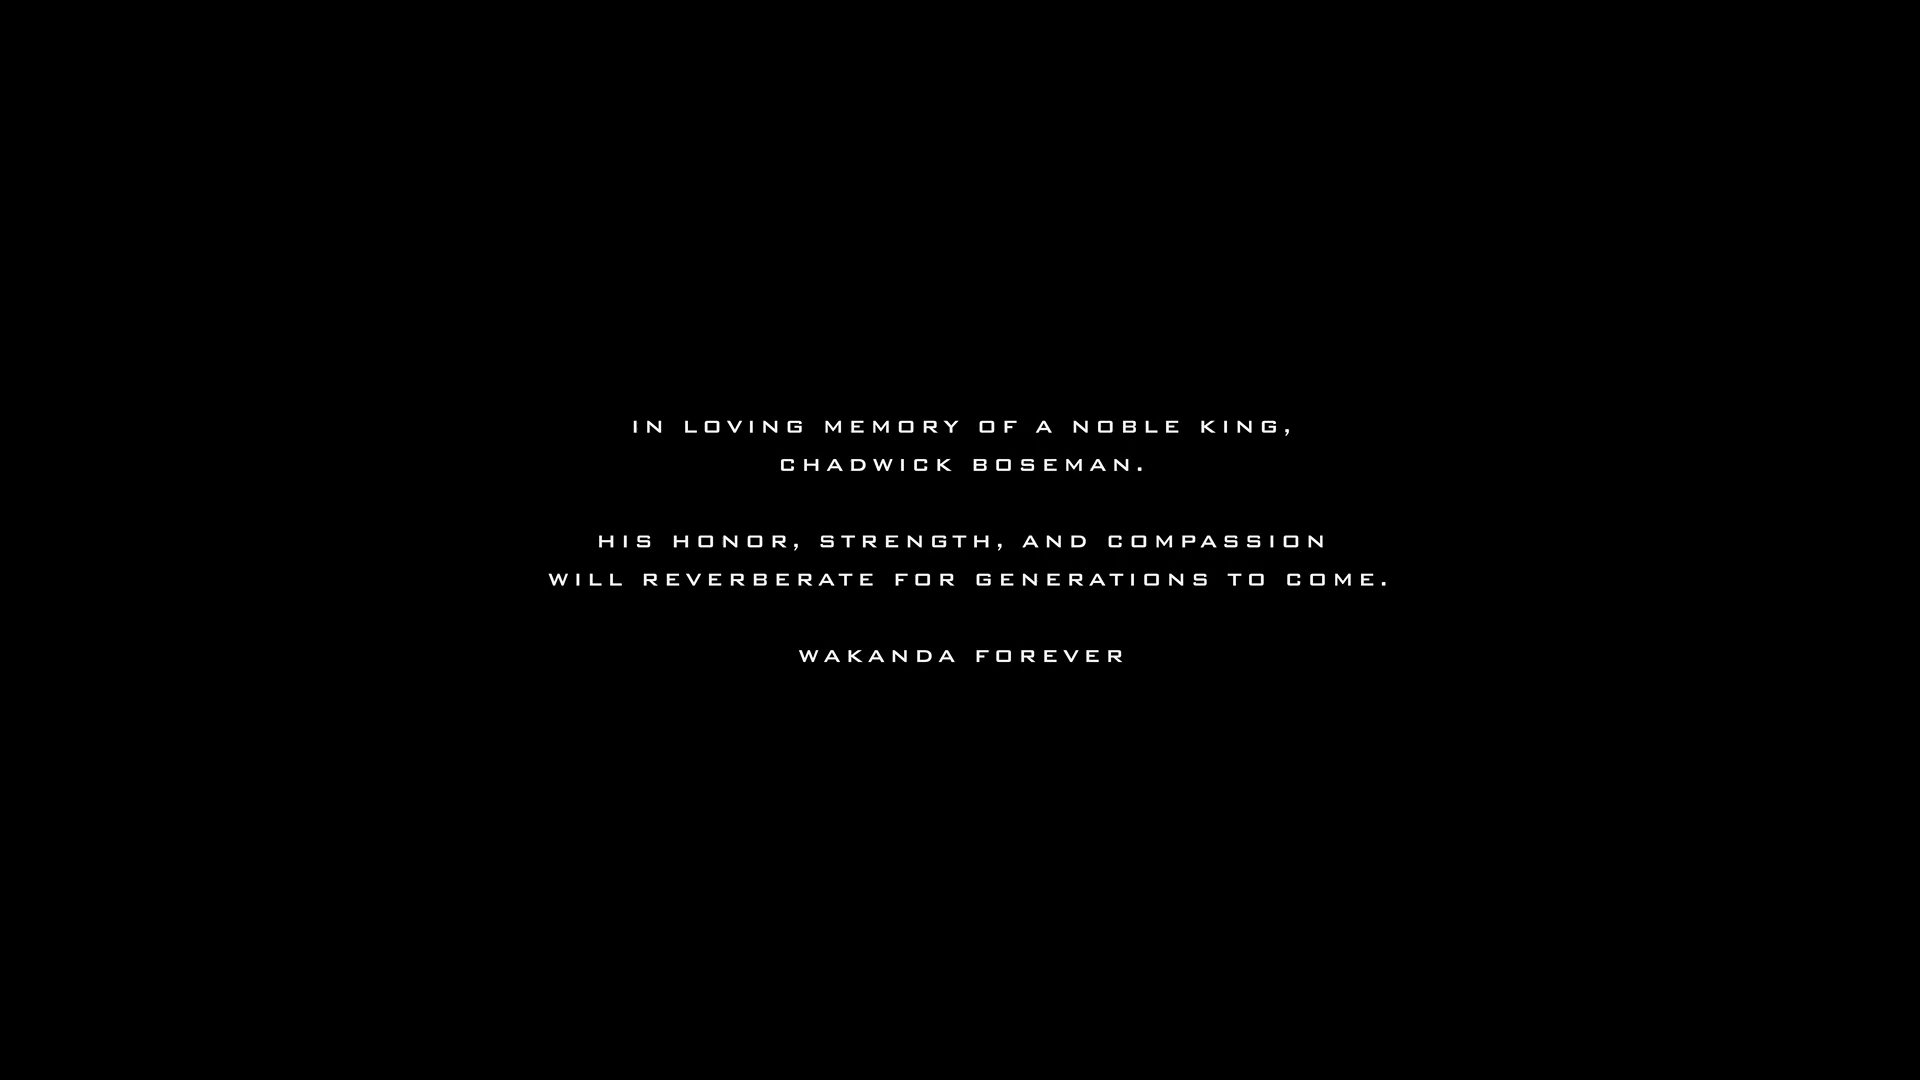 IN LOVING MEMORY OF A NOBLE KING,
CHADWICK BOSEMAN.
HIS HONOR, STRENGTH, AND COMPASSION
WILL REVERBERATE FOR GENERATIONS TO COME.
WAKANDA FOREVER